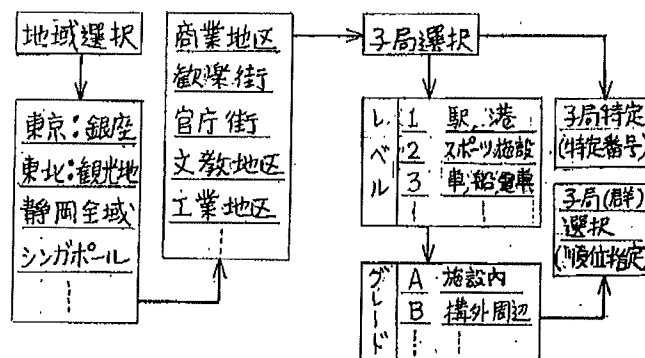 地域選択
東京:銀座
東北:観光地
静岡全域
シンガポール
商業地区
歓楽街
官庁街
文教地区
工業地区
子局選択
レベル
1 駅、港
2 スポーツ施設
3 車,船,電車
グレード
A 施設内
B 構外周辺
子局特定
(特定番号)
子局(群)
選択
(順位指定)